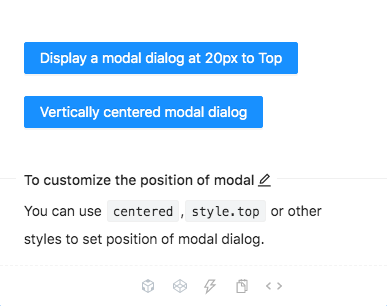 Display a modal dialog at 20px to Top
Vertically centered modal dialog
To customize the position of modal
You can use centered , style.top or other
styles to set position of modal dialog.